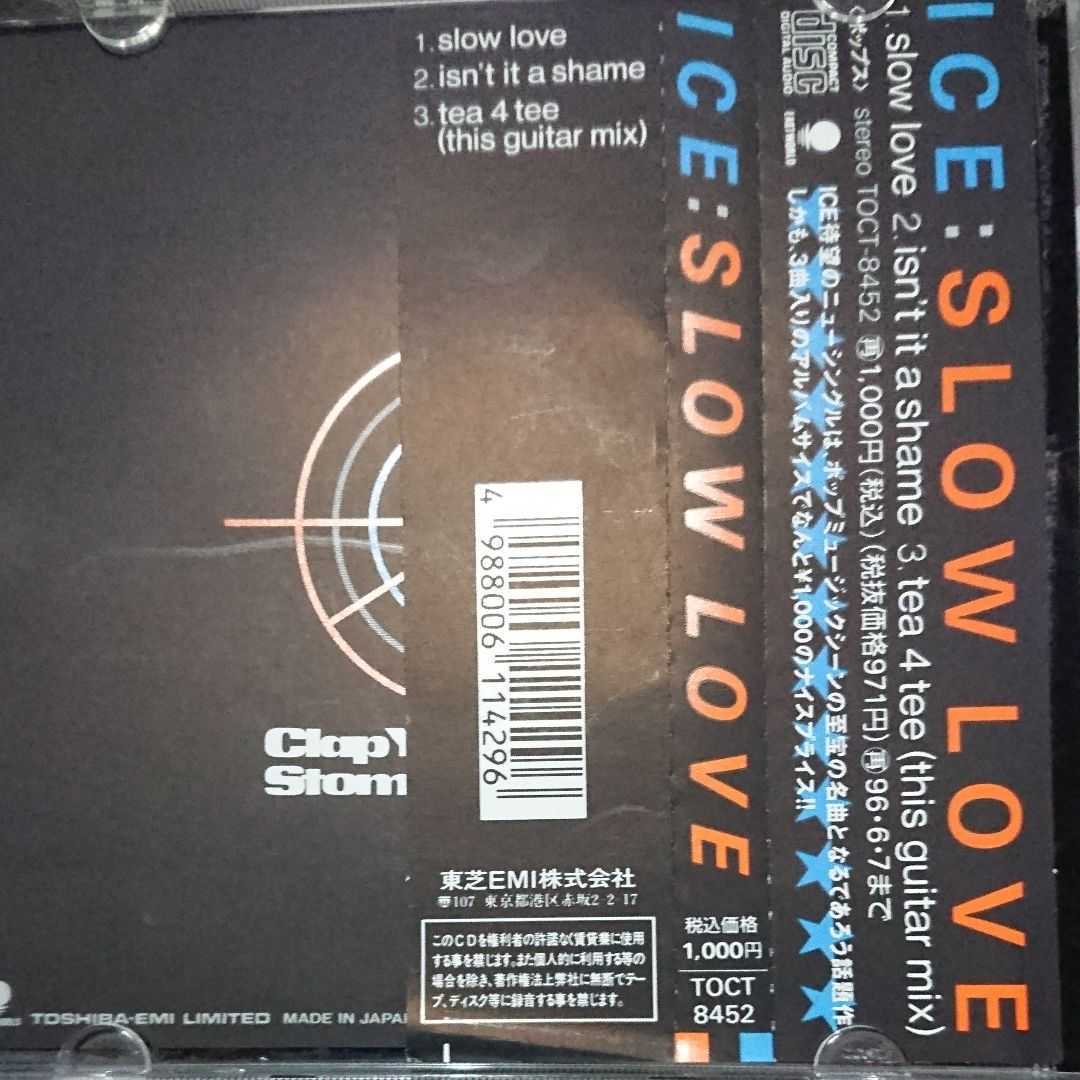 1. slow love
2. isn't it a shame
3. tea 4 tee
(this guitar mix)
4 988006 114296
東芝EMI株式会社
〒107 東京都港区赤坂2-2-17
このCDを権利者の許諾なく賃貸業に使用
する事を禁じます。また個人的に利用する等の
場合を除き、著作権法上弊社に無断でテー
プ、ディスク等に録音する事を禁じます。
ICE:SLOW LOVE
税込価格
1,000円
TOCT
8452
ICE:SLOW LOVE
1. slow love 2. isn't it a shame 3. tea 4 tee (this guitar mix)
〈ポップス〉 stereo TOCT-8452 再1,000円(税込)(税抜価格971円)再96・6・7まで
COMPACT
disc
DIGITAL AUDIO
EASTWORLD
ICE待望のニューシングルは、ポップミュージックシーンの至宝の名曲となるであろう話題作
しかも、3曲入りのアルバムサイズでなんと¥1,000のナイスプライス!!
Clap Y
Stom
TOSHIBA-EMI LIMITED MADE IN JAPA